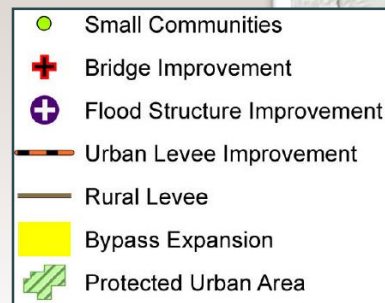 Small Communities
Bridge Improvement
Flood Structure Improvement
Urban Levee Improvement
Rural Levee
Bypass Expansion
Protected Urban Area